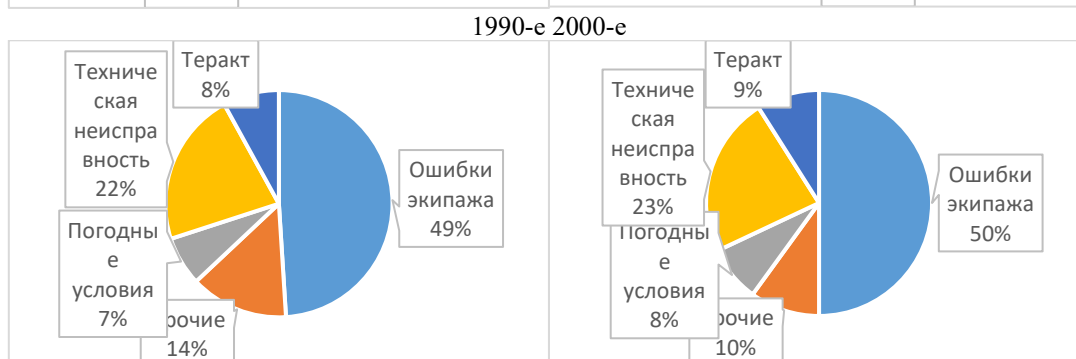 1990-е 2000-е
Теракт
8%
Техниче
ская
неиспра
вность
22%
Ошибки
экипажа
49%
Погодны
е
условия
7%
рочие
14%
Теракт
9%
Техниче
ская
неиспра
вность
23%
Ошибки
экипажа
50%
Погодны
е
условия
8%
рочие
10%